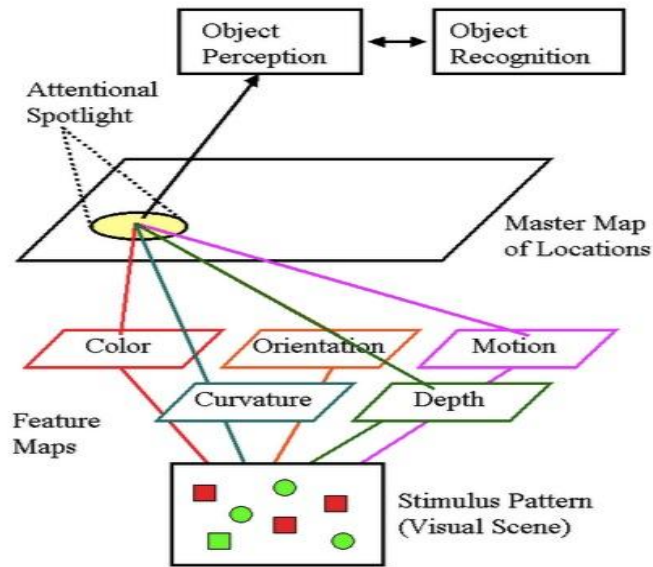 Object
Perception
Object
Recognition
Attentional
Spotlight
Master Map
of Locations
Color
Orientation
Motion
Curvature
Depth
Feature
Maps
Stimulus Pattern
(Visual Scene)